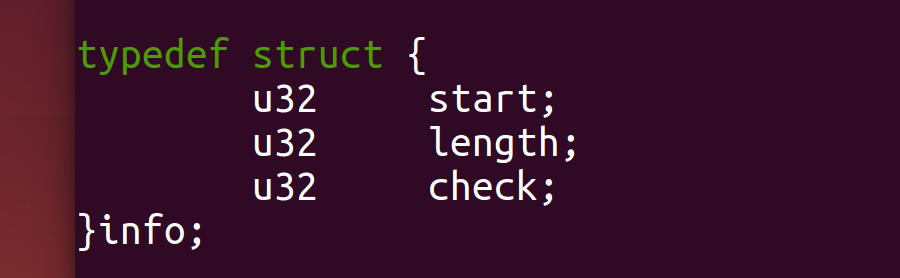 typedef struct {
        u32     start;
        u32     length;
        u32     check;
}info;